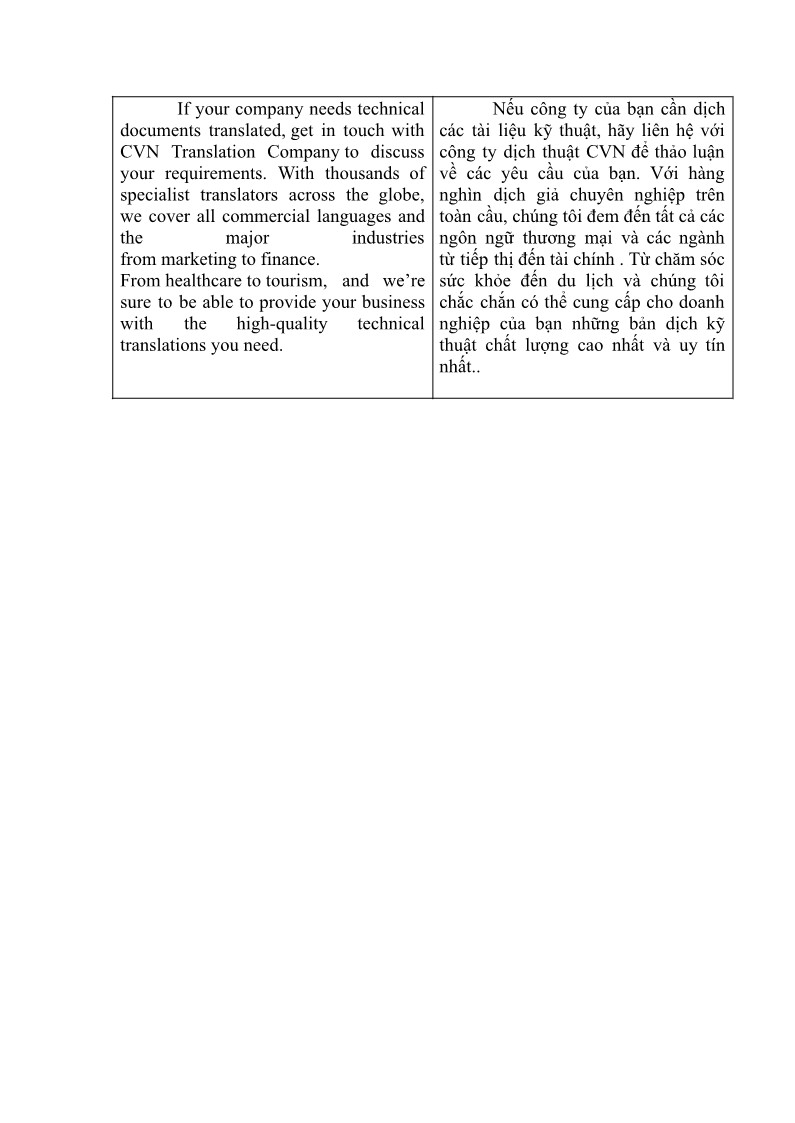 If your company needs technical
documents translated, get in touch with
CVN Translation Company to discuss
your requirements. With thousands of
specialist translators across the globe,
we cover all commercial languages and
the major industries
from marketing to finance.
From healthcare to tourism, and we’re
sure to be able to provide your business
with the high-quality technical
translations you need.
Nếu công ty của bạn cần dịch
các tài liệu kỹ thuật, hãy liên hệ với
công ty dịch thuật CVN để thảo luận
về các yêu cầu của bạn. Với hàng
nghìn dịch giả chuyên nghiệp trên
toàn cầu, chúng tôi đem đến tất cả các
ngôn ngữ thương mại và các ngành
từ tiếp thị đến tài chính . Từ chăm sóc
sức khỏe đến du lịch và chúng tôi
chắc chắn có thể cung cấp cho doanh
nghiệp của bạn những bản dịch kỹ
thuật chất lượng cao nhất và uy tín
nhất..